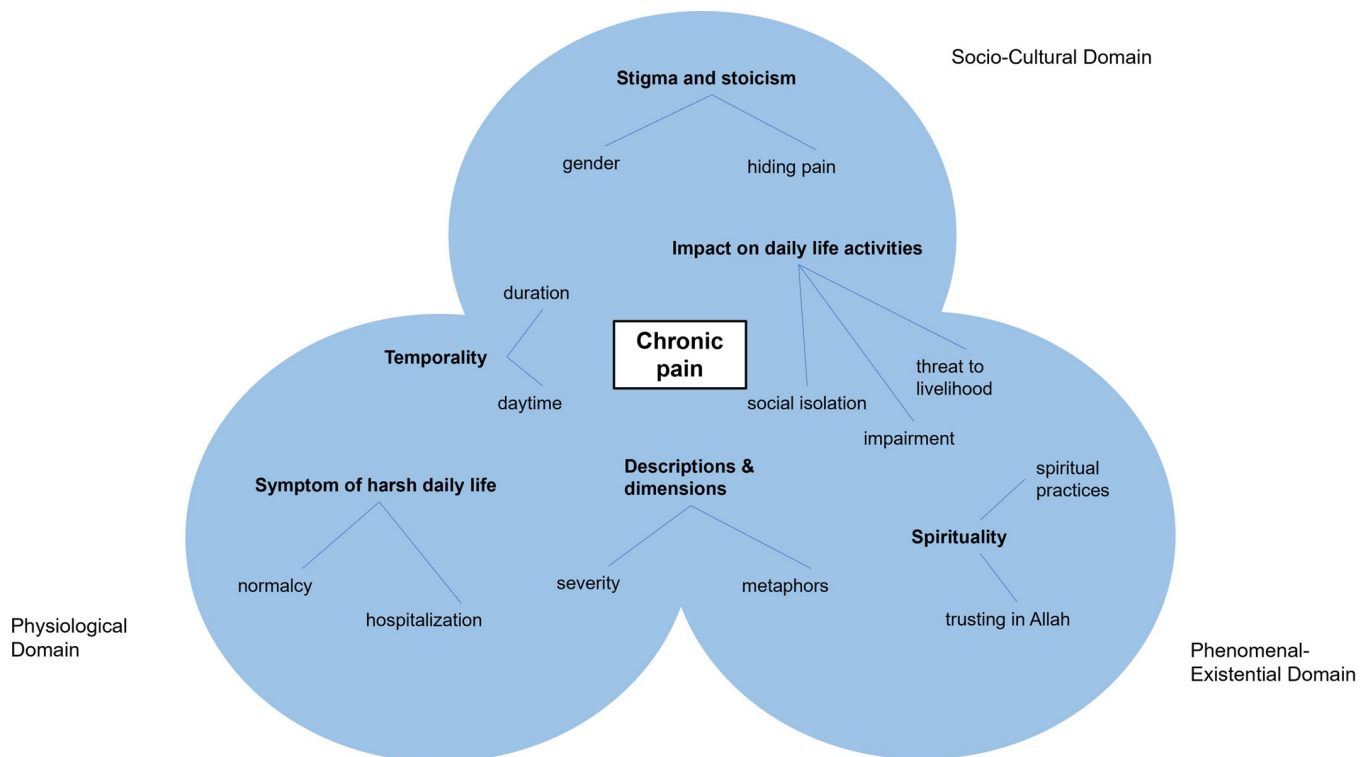 Socio-Cultural Domain
Stigma and stoicism
gender
hiding pain
Impact on daily life activities
duration
Temporality
daytime
Chronic
pain
threat to
livelihood
social isolation
impairment
Descriptions &
dimensions
Symptom of harsh daily life
spiritual
practices
Spirituality
normalcy
hospitalization
severity
metaphors
trusting in Allah
Physiological
Domain
Phenomenal-
Existential Domain